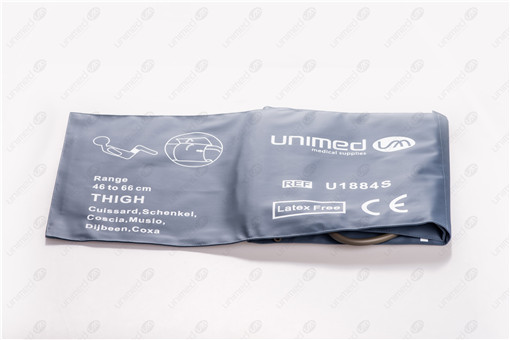 unimed
medical supplies
Range
46 to 66 cm
THIGH
Cuissard,Schenkel,
Coscia,Muslo,
Dijbeen,Coxa
REF U1884S
Latex Free CE